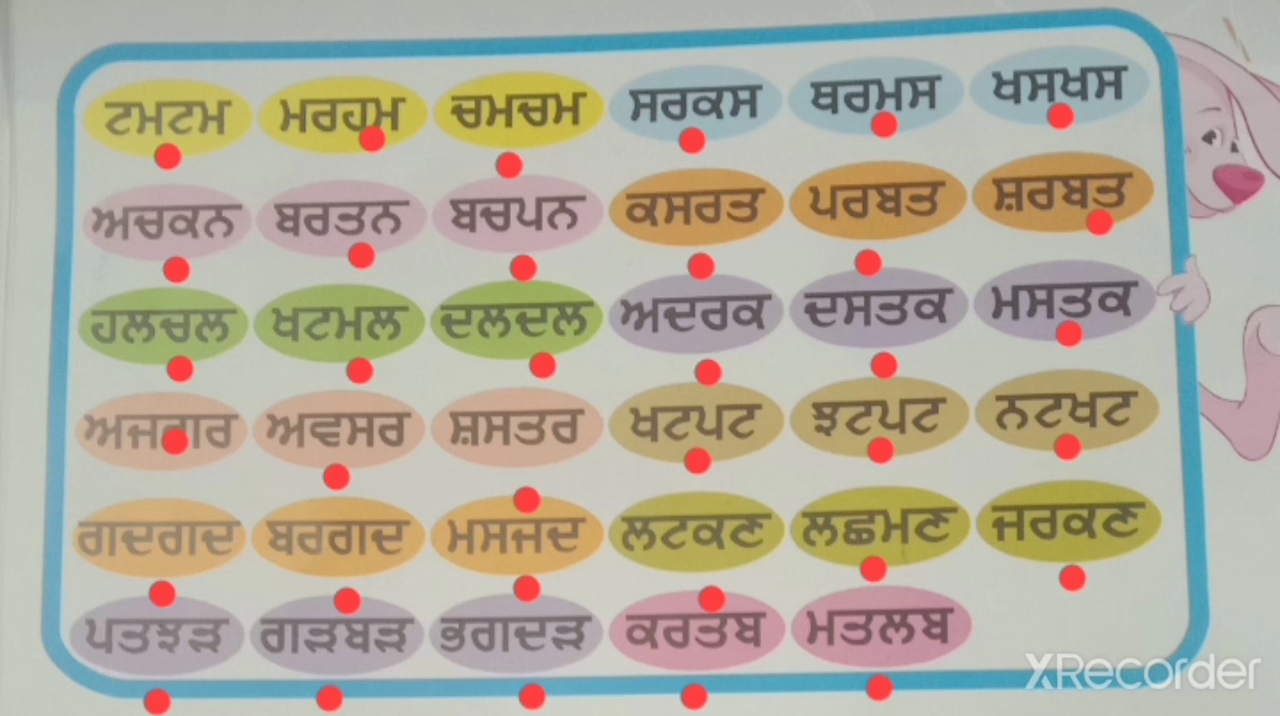 ਟਮਟਮ ਮਰਹਮ ਚਮਚਮ ਸਰਕਸ ਥਰਮਸ ਖਸਖਸ
ਅਚਕਨ ਬਰਤਨ ਬਚਪਨ ਕਸਰਤ ਪਰਬਤ ਸ਼ਰਬਤ
ਹਲਚਲ ਖਟਮਲ ਦਲਦਲ ਅਦਰਕ ਦਸਤਕ ਮਸਤਕ
ਅਜਗਰ ਅਵਸਰ ਸ਼ਸਤਰ ਖਟਪਟ ਝਟਪਟ ਨਟਖਟ
ਗਦਗਦ ਬਰਗਦ ਮਸਜਦ ਲਟਕਣ ਲਛਮਣ ਜਰਕਣ
ਪਤਝੜ ਗੜਬੜ ਭਗਦੜ ਕਰਤਬ ਮਤਲਬ
XRecorder